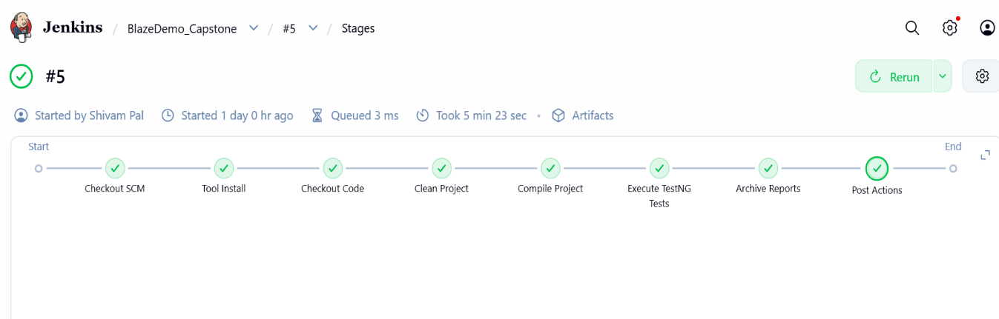 Jenkins / BlazeDemo_Capstone / #5 / Stages
#5
Rerun
Started by Shivam Pal Started 1 day 0 hr ago Queued 3 ms Took 5 min 23 sec • Artifacts
Start
End
Checkout SCM
Tool Install
Checkout Code
Clean Project
Compile Project
Execute TestNG
Tests
Archive Reports
Post Actions